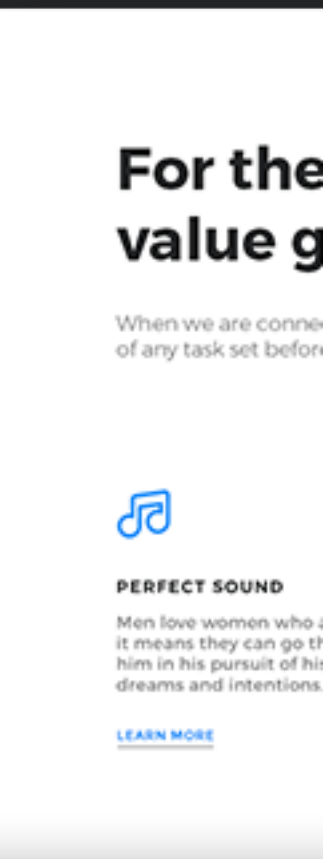 For the
value g
When we are connec
of any task set before
PERFECT SOUND
Men love women who a
it means they can go th
him in his pursuit of his
dreams and intentions.
LEARN MORE